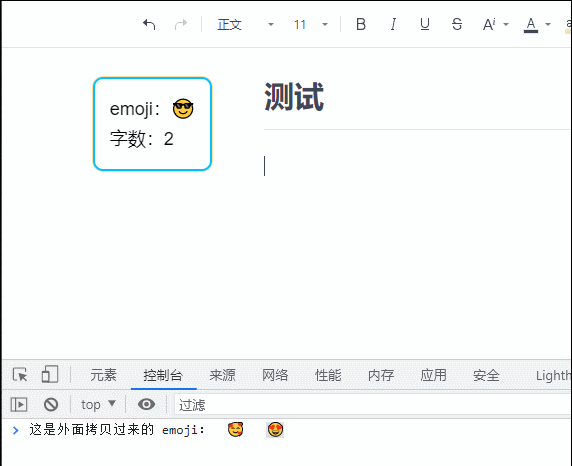 正文 11 B I U S Aⁱ A a
emoji：😎
字数：2
测试
元素 控制台 来源 网络 性能 内存 应用 安全 Lighth
top 过滤
这是外面拷贝过来的 emoji： 🥰 😍